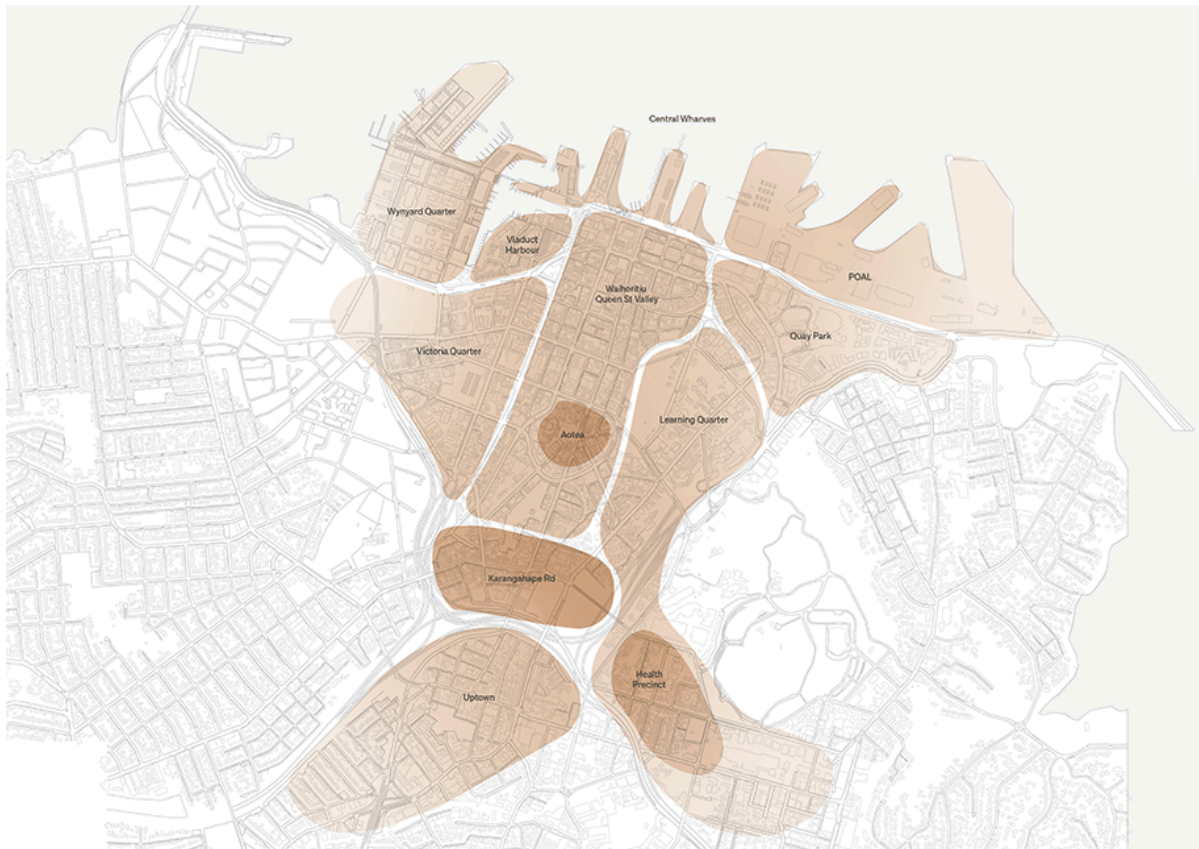 Central Wharves
Wynyard Quarter
Viaduct
Harbour
POAL
Waihorotiu
Queen St Valley
Quay Park
Victoria Quarter
Learning Quarter
Aotea
Karangahape Rd
Health
Precinct
Uptown